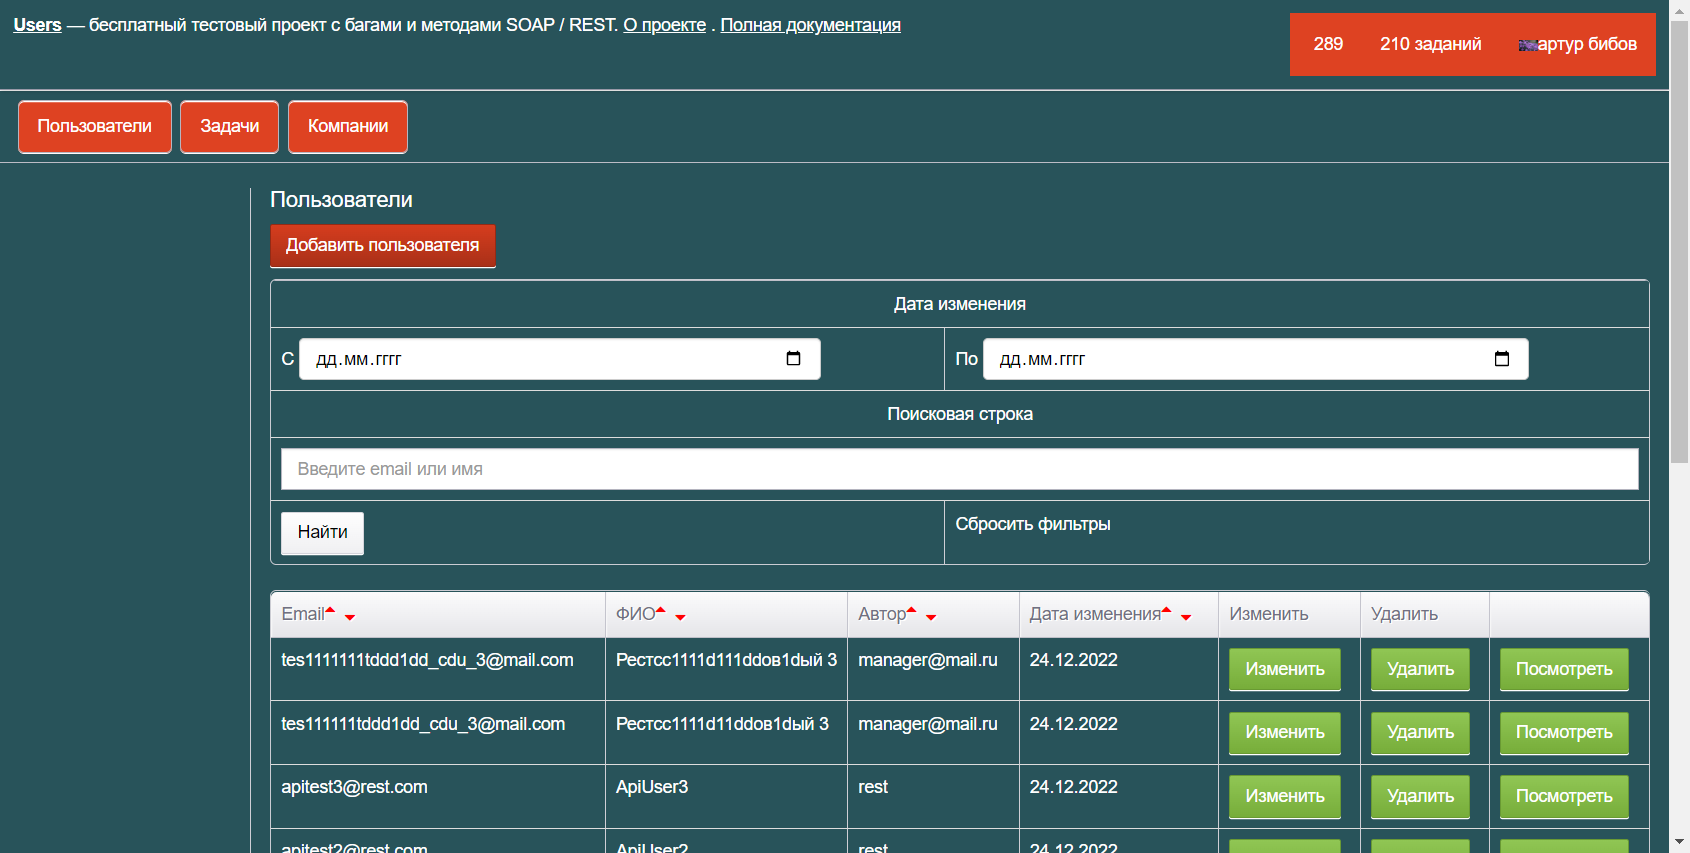 Users — бесплатный тестовый проект с багами и методами SOAP / REST. О проекте . Полная документация
289 210 заданий артур бибов
Пользователи Задачи Компании
Пользователи
Добавить пользователя
Дата изменения
С дд.мм.гггг По дд.мм.гггг
Поисковая строка
Введите email или имя
Найти Сбросить фильтры
Email ФИО Автор Дата изменения Изменить Удалить
tes1111111tddd1dd_cdu_3@mail.com Рестсс1111d111ddов1dый 3 manager@mail.ru 24.12.2022 Изменить Удалить Посмотреть
tes111111tddd1dd_cdu_3@mail.com Рестсс1111d11ddов1dый 3 manager@mail.ru 24.12.2022 Изменить Удалить Посмотреть
apitest3@rest.com ApiUser3 rest 24.12.2022 Изменить Удалить Посмотреть
apitest2@rest.com ApiUser2 rest 24.12.2022